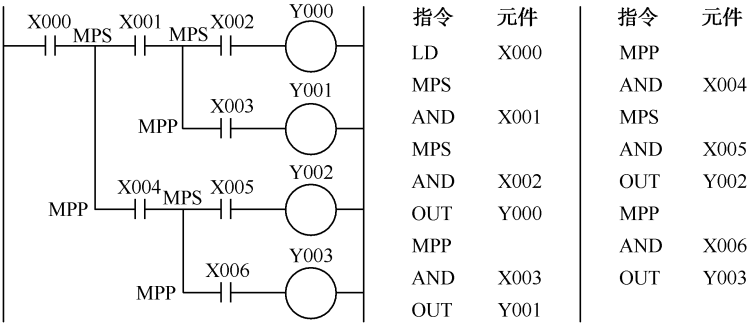 X000 MPS X001 MPS X002 Y000
X003 Y001
MPP
X004 MPS X005 Y002
MPP
X006 Y003
MPP
指令 元件
LD X000
MPS
AND X001
MPS
AND X002
OUT Y000
MPP
AND X003
OUT Y001
指令 元件
MPP
AND X004
MPS
AND X005
OUT Y002
MPP
AND X006
OUT Y003